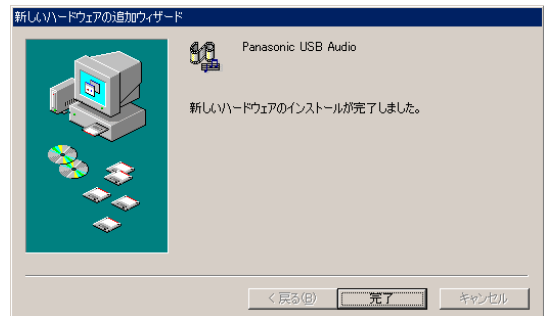 新しいハードウェアの追加ウィザード
Panasonic USB Audio
新しいハードウェアのインストールが完了しました。
< 戻る(B)
完了
キャンセル